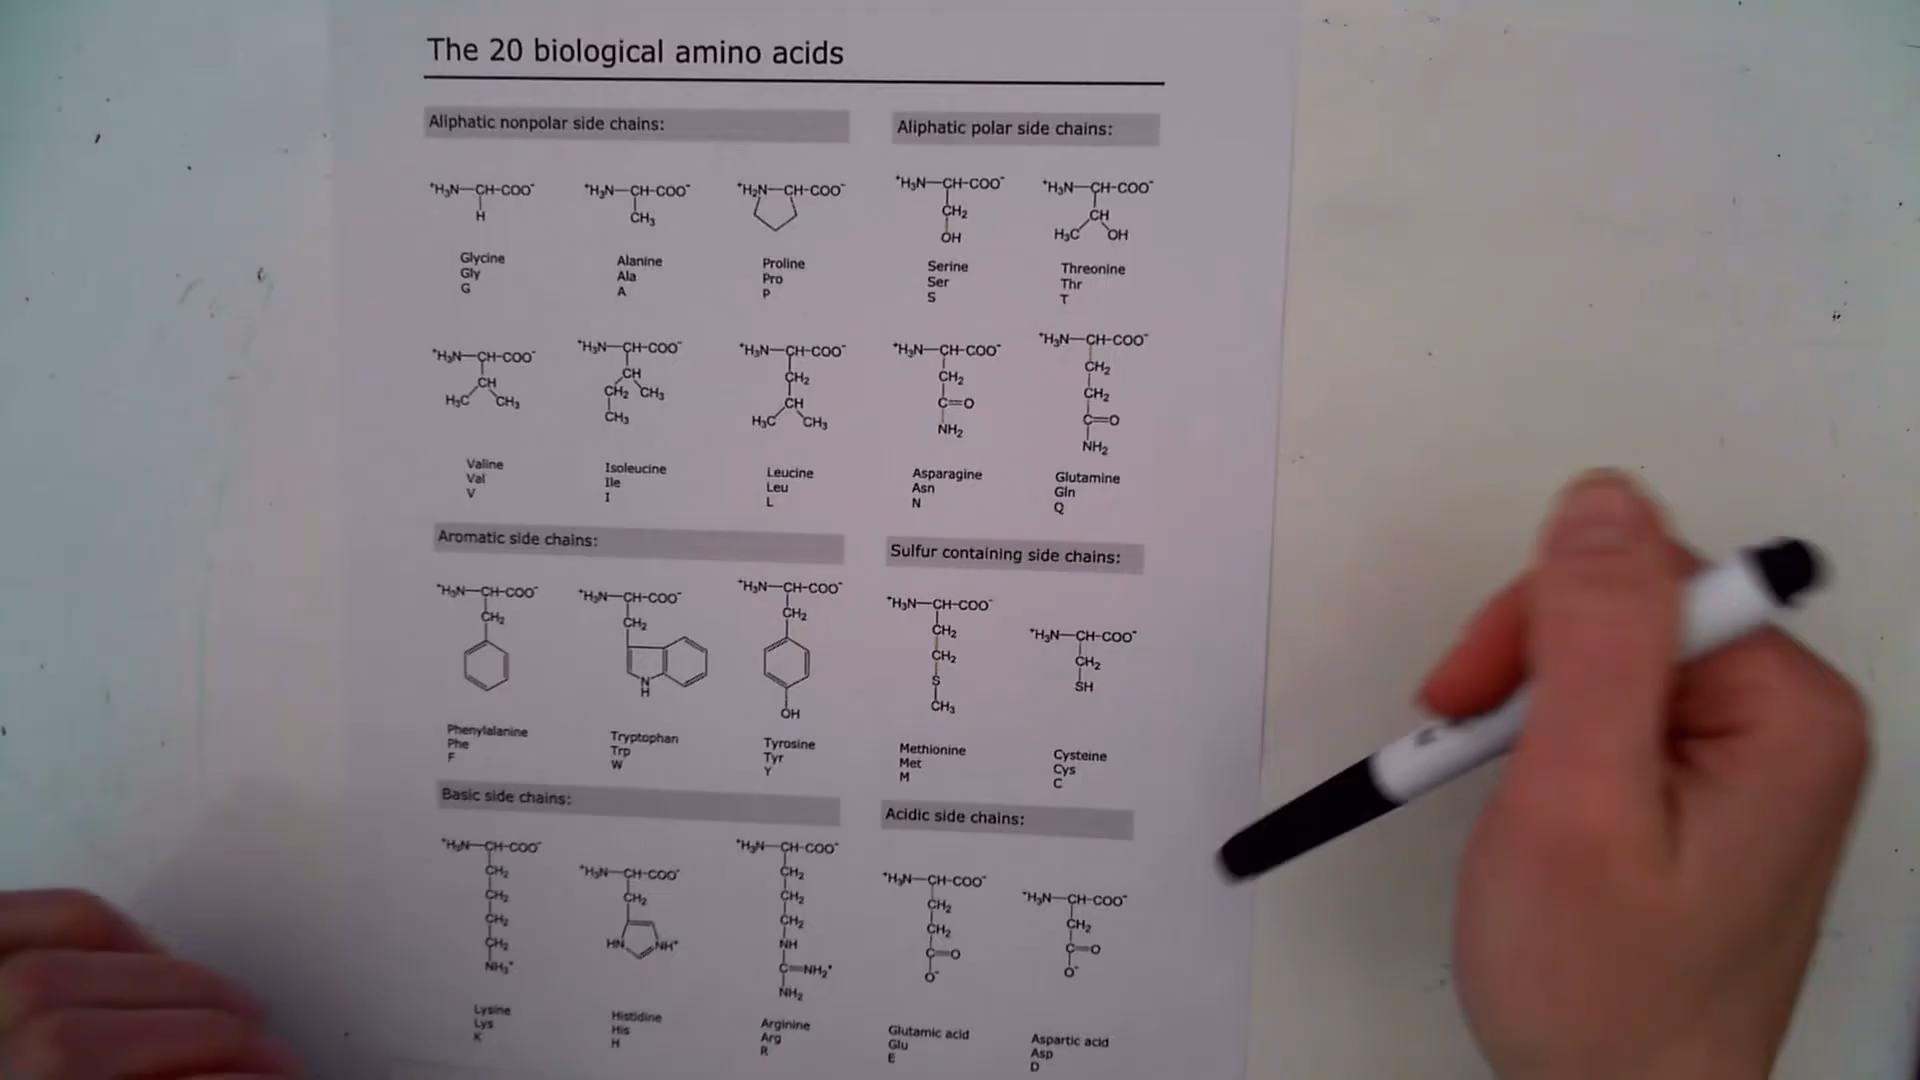 The 20 biological amino acids
Aliphatic nonpolar side chains:
⁺H₃N—CH-COO⁻
H
Glycine
Gly
G
⁺H₃N—CH-COO⁻
CH₃
Alanine
Ala
A
⁺H₂N—CH-COO⁻
Proline
Pro
P
⁺H₃N—CH-COO⁻
CH
H₃C CH₃
Valine
Val
V
⁺H₃N—CH-COO⁻
CH
CH₂ CH₃
CH₃
Isoleucine
Ile
I
⁺H₃N—CH-COO⁻
CH₂
CH
H₃C CH₃
Leucine
Leu
L
Aliphatic polar side chains:
⁺H₃N—CH-COO⁻
CH₂
OH
Serine
Ser
S
⁺H₃N—CH-COO⁻
CH
H₃C OH
Threonine
Thr
T
⁺H₃N—CH-COO⁻
CH₂
C=O
NH₂
Asparagine
Asn
N
⁺H₃N—CH-COO⁻
CH₂
CH₂
C=O
NH₂
Glutamine
Gln
Q
Aromatic side chains:
⁺H₃N—CH-COO⁻
CH₂
Phenylalanine
Phe
F
⁺H₃N—CH-COO⁻
CH₂
N
H
Tryptophan
Trp
W
⁺H₃N—CH-COO⁻
CH₂
OH
Tyrosine
Tyr
Y
Sulfur containing side chains:
⁺H₃N—CH-COO⁻
CH₂
CH₂
S
CH₃
Methionine
Met
M
⁺H₃N—CH-COO⁻
CH₂
SH
Cysteine
Cys
C
Basic side chains:
⁺H₃N—CH-COO⁻
CH₂
CH₂
CH₂
CH₂
NH₃⁺
Lysine
Lys
K
⁺H₃N—CH-COO⁻
CH₂
HN NH⁺
Histidine
His
H
⁺H₃N—CH-COO⁻
CH₂
CH₂
CH₂
NH
C=NH₂⁺
NH₂
Arginine
Arg
R
Acidic side chains:
⁺H₃N—CH-COO⁻
CH₂
CH₂
C=O
O⁻
Glutamic acid
Glu
E
⁺H₃N—CH-COO⁻
CH₂
C=O
O⁻
Aspartic acid
Asp
D